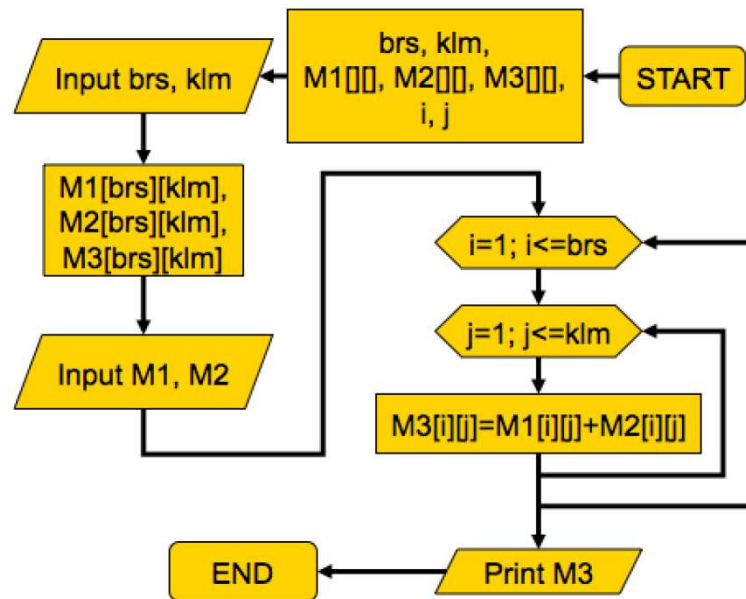 START
brs, klm,
M1[][], M2[][], M3[][],
i, j
Input brs, klm
M1[brs][klm],
M2[brs][klm],
M3[brs][klm]
Input M1, M2
i=1; i<=brs
j=1; j<=klm
M3[i][j]=M1[i][j]+M2[i][j]
Print M3
END